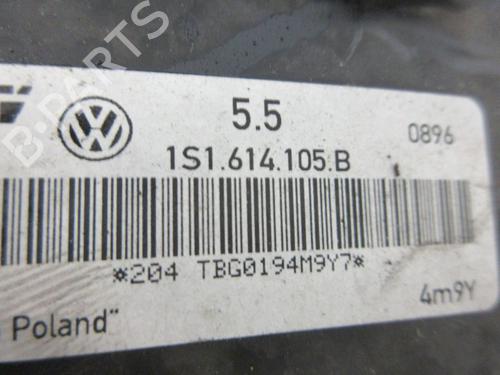 5.5
0896
1S1.614.105.B
*204 TBG0194M9Y7*
Poland"
4m9Y
B-PARTS